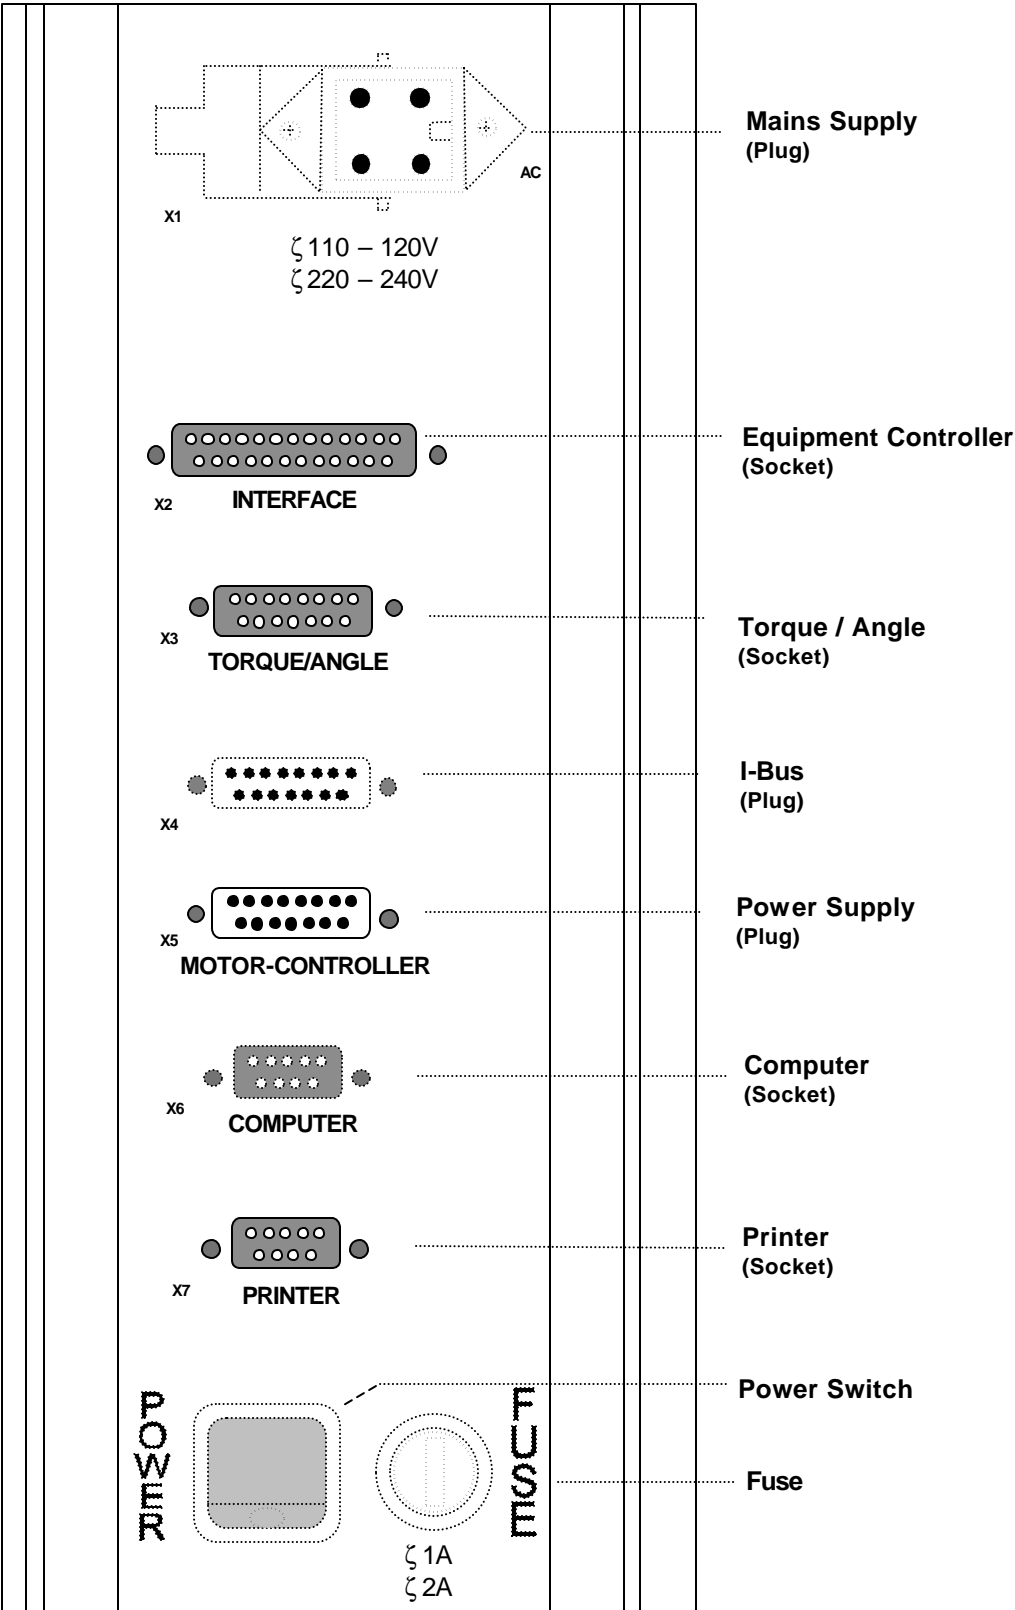 Mains Supply
(Plug)
AC
X1
ζ 110 – 120V
ζ 220 – 240V
Equipment Controller
(Socket)
X2
INTERFACE
Torque / Angle
(Socket)
X3
TORQUE/ANGLE
I-Bus
(Plug)
X4
Power Supply
(Plug)
X5
MOTOR-CONTROLLER
Computer
(Socket)
X6
COMPUTER
Printer
(Socket)
X7
PRINTER
Power Switch
POWER
FUSE
Fuse
ζ 1A
ζ 2A